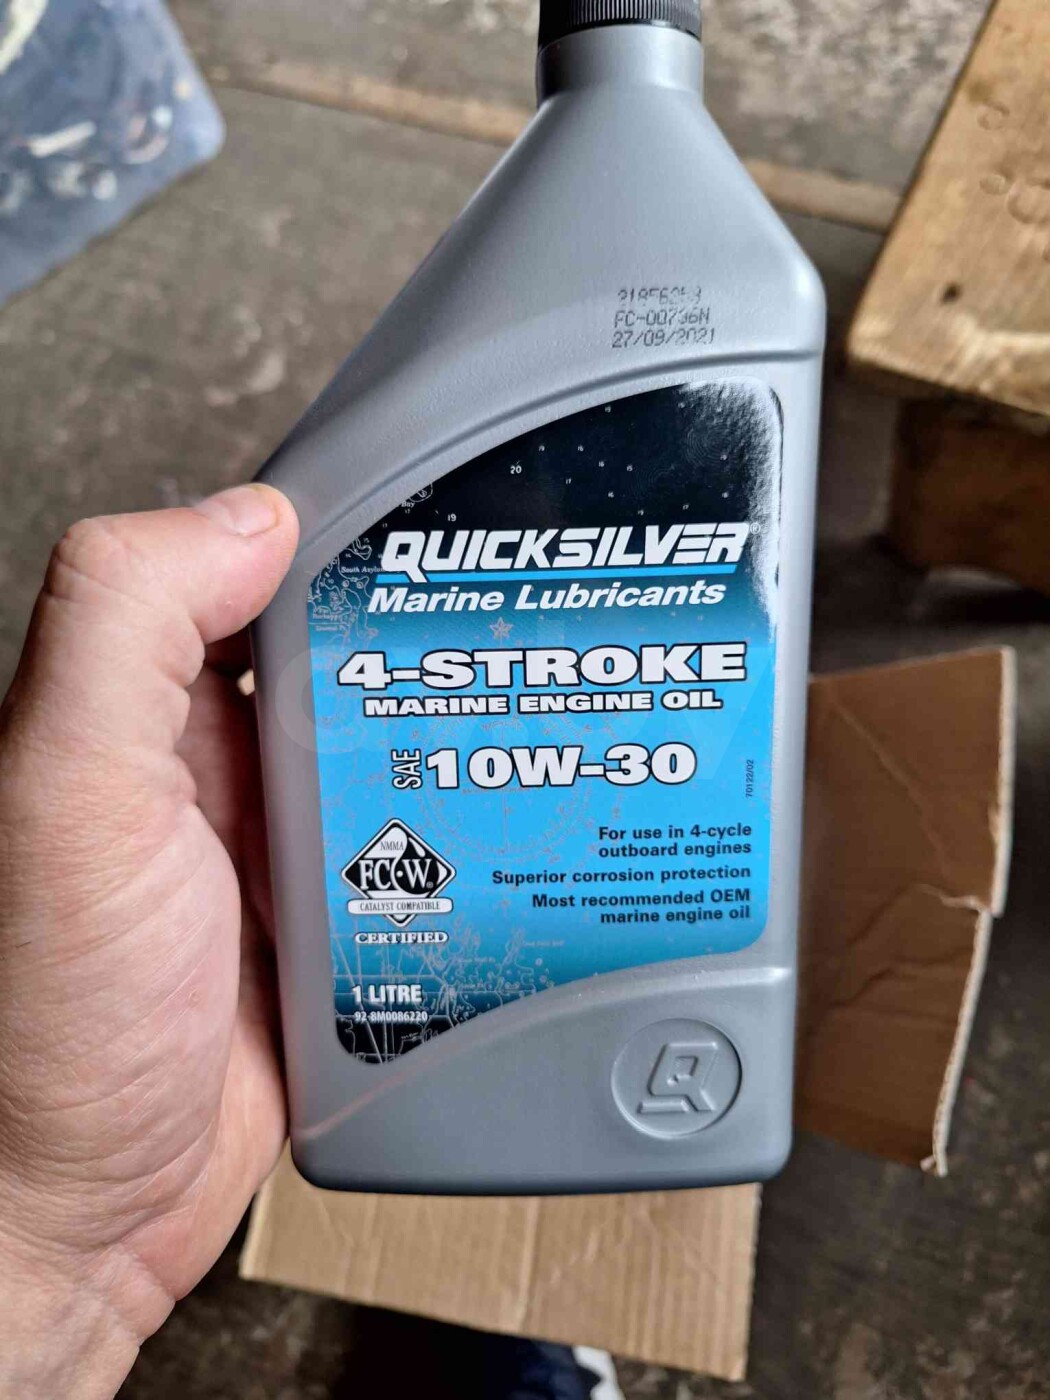 FC-00736N
27/09/2021
20
19
QUICKSILVER®
Marine Lubricants
4-STROKE
MARINE ENGINE OIL
SAE 10W-30
70122/02
For use in 4-cycle
outboard engines
Superior corrosion protection
Most recommended OEM
marine engine oil
NMMA
FC-W®
CATALYST COMPATIBLE
CERTIFIED
1 LITRE
92-8M0086220
Q